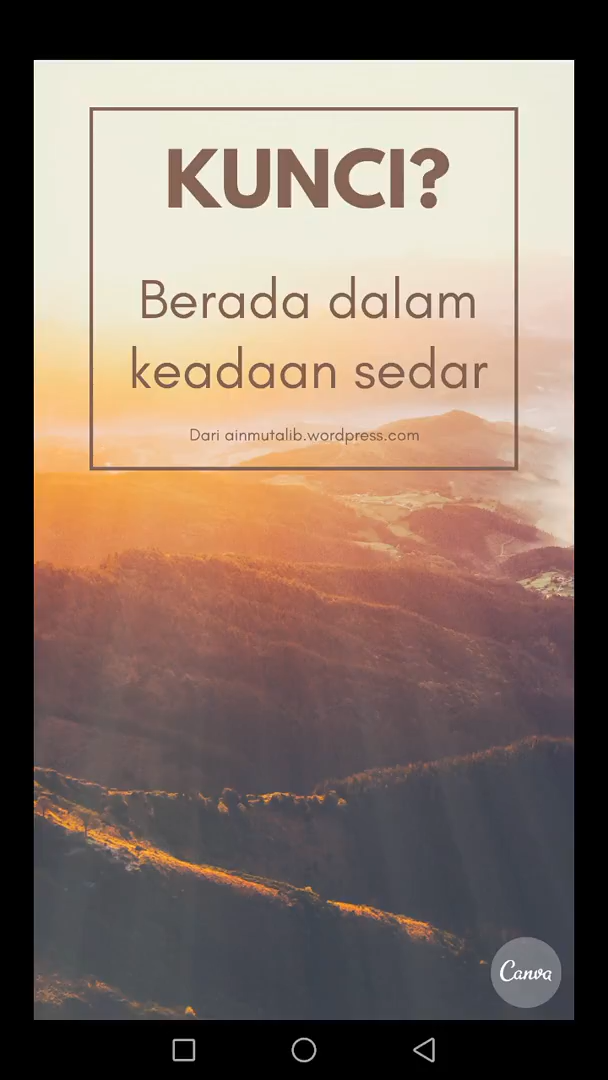 KUNCI?
Berada dalam
keadaan sedar
Dari ainmutalib.wordpress.com
Canva